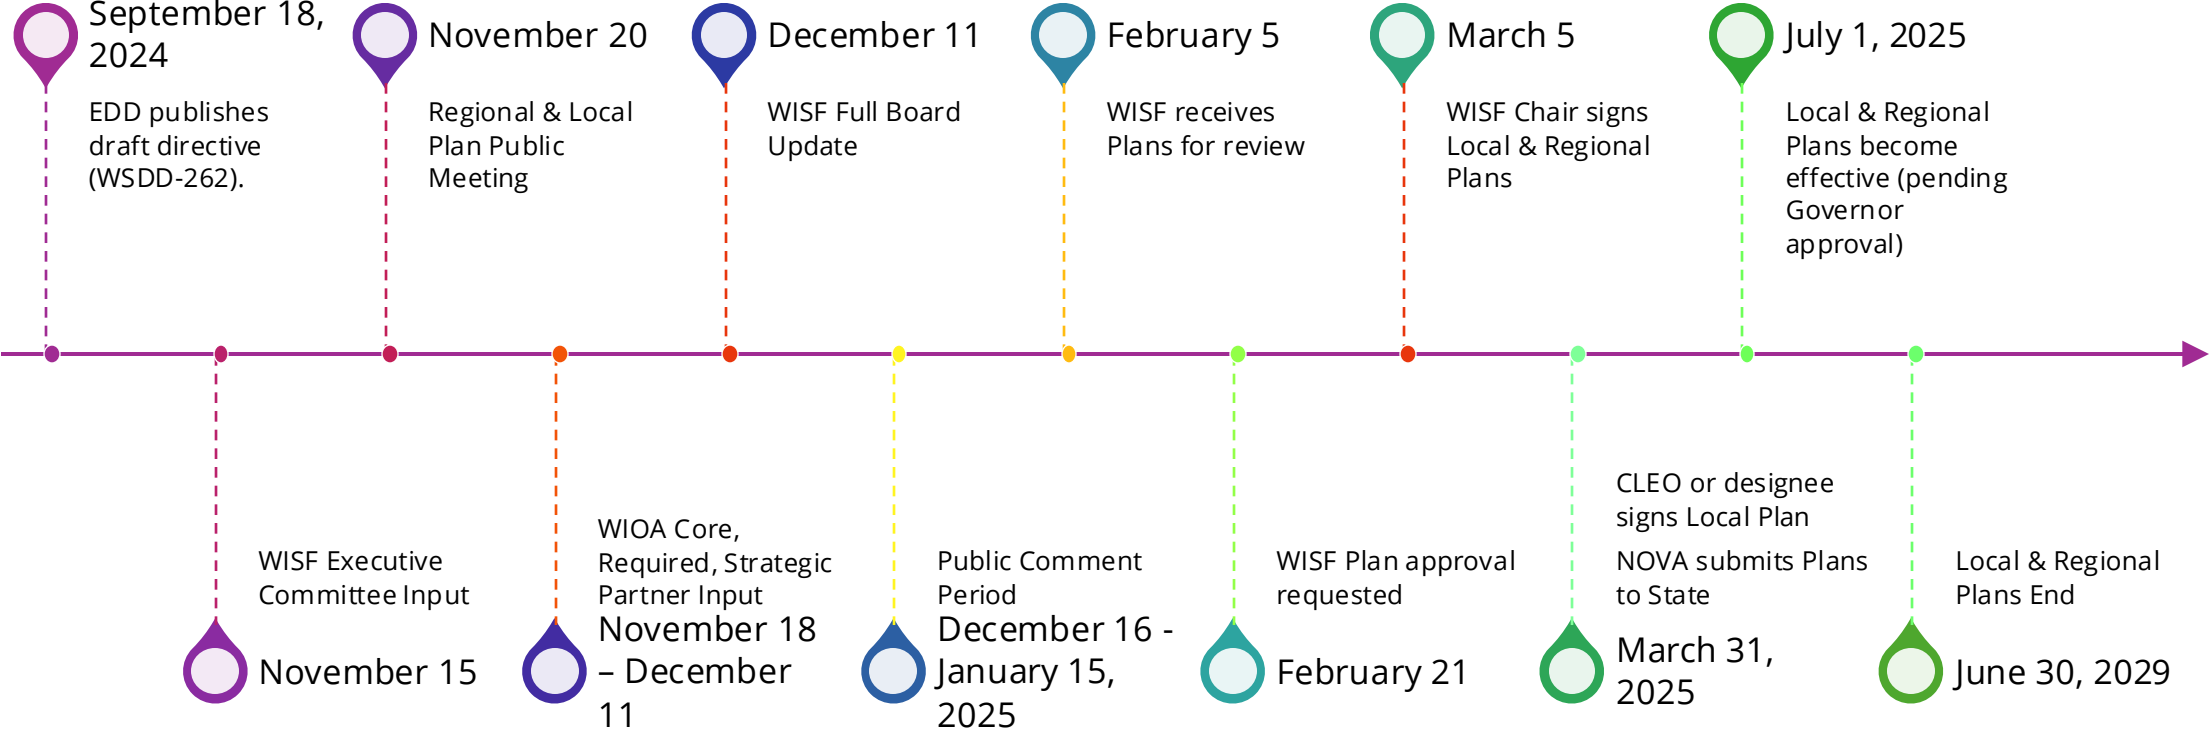 September 18,
2024
EDD publishes
draft directive
(WSDD-262).
November 20
Regional & Local
Plan Public
Meeting
December 11
WISF Full Board
Update
February 5
WISF receives
Plans for review
March 5
WISF Chair signs
Local & Regional
Plans
July 1, 2025
Local & Regional
Plans become
effective (pending
Governor
approval)
WISF Executive
Committee Input
November 15
WIOA Core,
Required, Strategic
Partner Input
November 18
– December
11
Public Comment
Period
December 16 -
January 15,
2025
WISF Plan approval
requested
February 21
CLEO or designee
signs Local Plan
NOVA submits Plans
to State
March 31,
2025
Local & Regional
Plans End
June 30, 2029